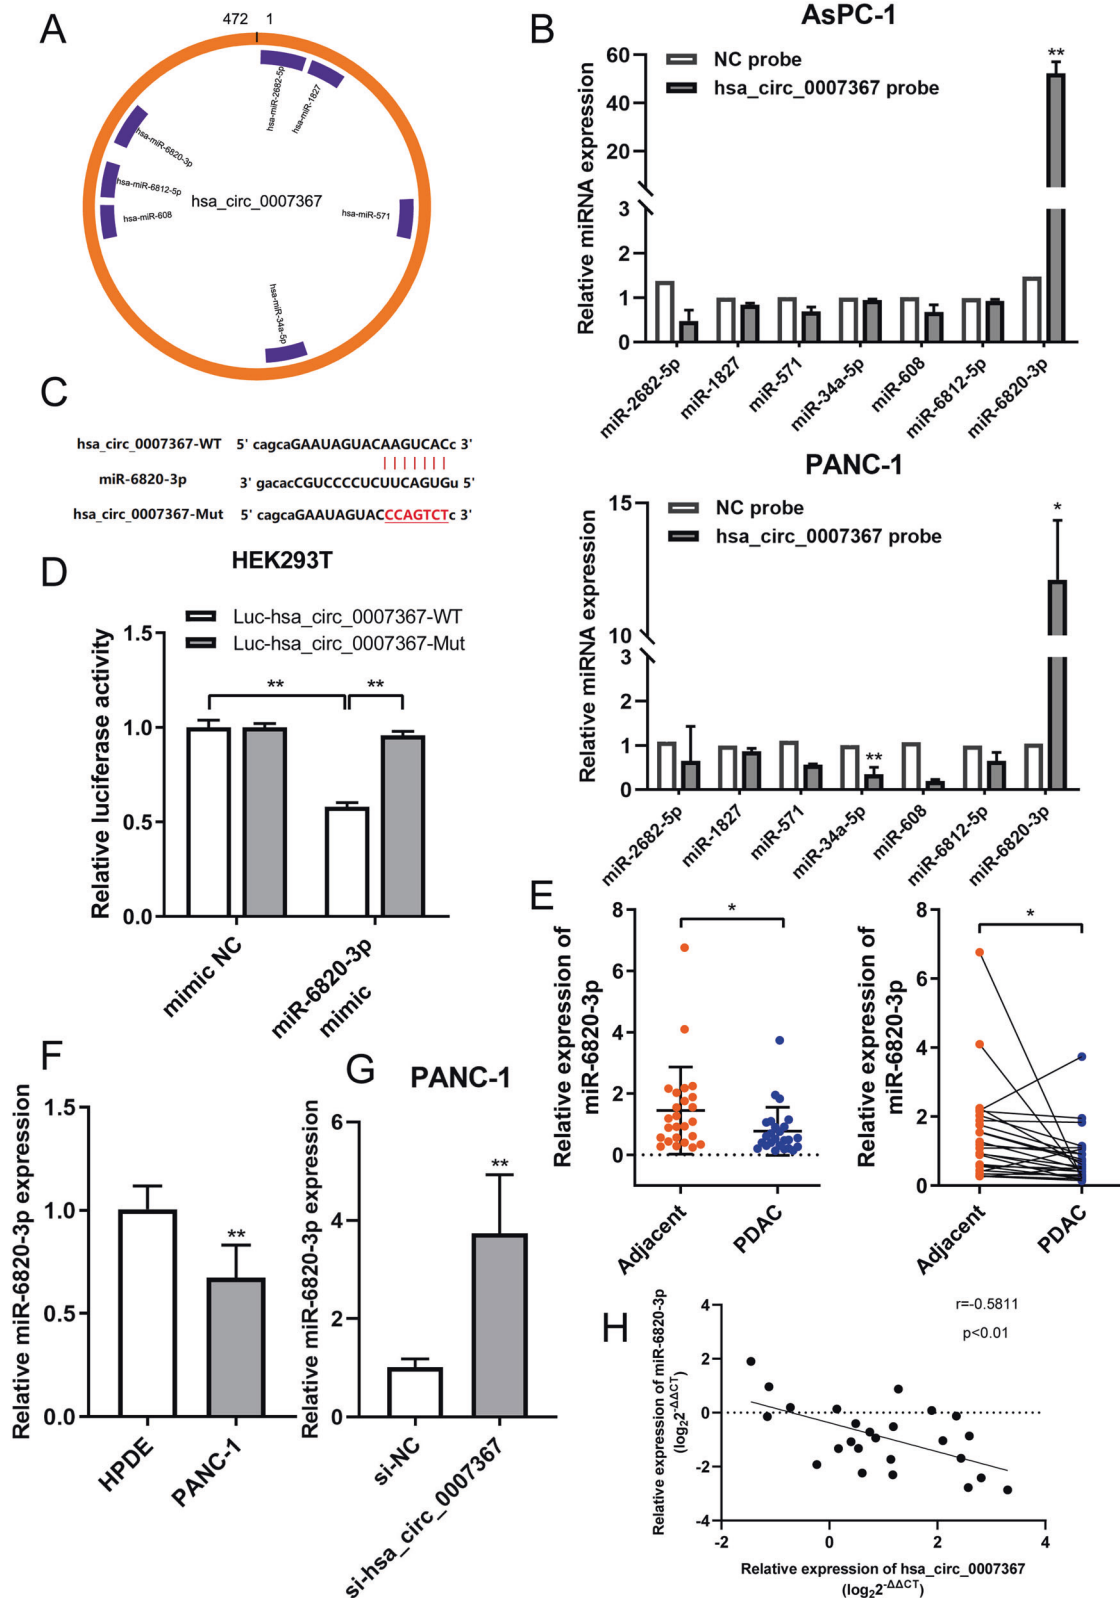 A
472 1
hsa-miR-2682-5p
hsa-miR-1827
hsa-miR-6820-3p
hsa-miR-6812-5p
hsa-miR-608
hsa_circ_0007367
hsa-miR-571
hsa-miR-34a-5p
B
AsPC-1
NC probe
hsa_circ_0007367 probe
Relative miRNA expression
60
40
20
3
2
1
0
**
miR-2682-5p
miR-1827
miR-571
miR-34a-5p
miR-608
miR-6812-5p
miR-6820-3p
PANC-1
NC probe
hsa_circ_0007367 probe
Relative miRNA expression
15
10
3
2
1
0
**
*
miR-2682-5p
miR-1827
miR-571
miR-34a-5p
miR-608
miR-6812-5p
miR-6820-3p
C
hsa_circ_0007367-WT 5' cagcaGAAUAGUACAAGUCACc 3'
miR-6820-3p 3' gacacCGUCCCCUCUUCAGUGu 5'
hsa_circ_0007367-Mut 5' cagcaGAAUAGUACCCAGTCTc 3'
D
HEK293T
Luc-hsa_circ_0007367-WT
Luc-hsa_circ_0007367-Mut
Relative luciferase activity
1.5
1.0
0.5
0.0
**
**
mimic NC
miR-6820-3p
mimic
E
Relative expression of
miR-6820-3p
8
6
4
2
0
*
Adjacent
PDAC
Relative expression of
miR-6820-3p
8
6
4
2
0
*
Adjacent
PDAC
F
Relative miR-6820-3p expression
1.5
1.0
0.5
0.0
**
HPDE
PANC-1
G
PANC-1
Relative miR-6820-3p expression
6
4
2
0
**
si-NC
si-hsa_circ_0007367
H
Relative expression of miR-6820-3p
(log₂2^-ΔΔCT)
4
2
0
-2
-4
r=-0.5811
p<0.01
-2 0 2 4
Relative expression of hsa_circ_0007367
(log₂2^-ΔΔCT)